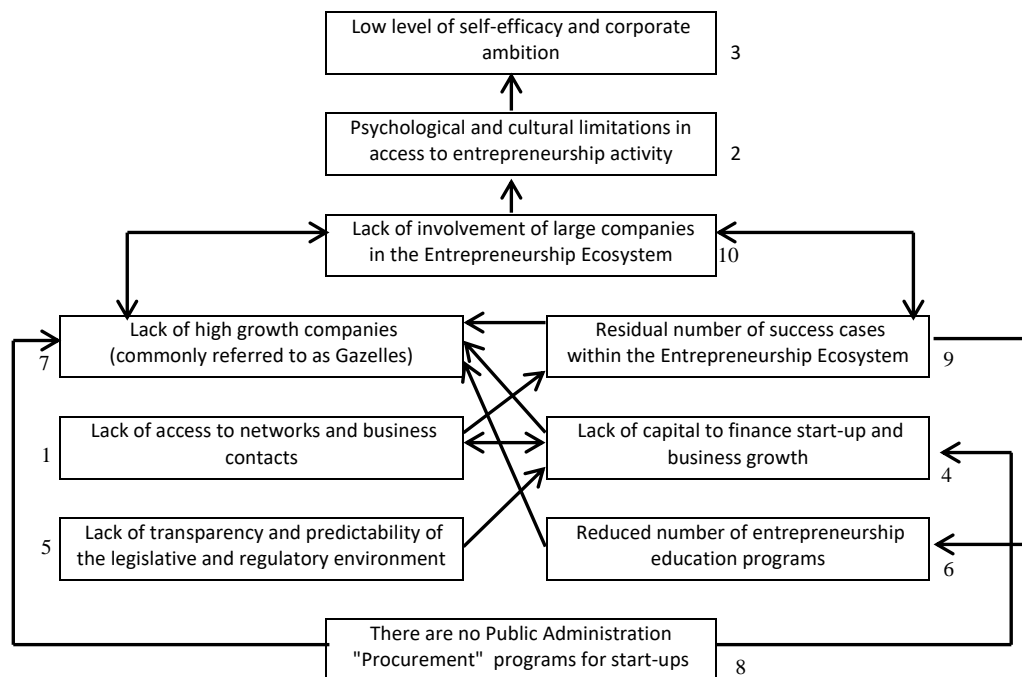 Low level of self-efficacy and corporate
ambition
3
Psychological and cultural limitations in
access to entrepreneurship activity
2
Lack of involvement of large companies
in the Entrepreneurship Ecosystem
10
Lack of high growth companies
(commonly referred to as Gazelles)
7
Residual number of success cases
within the Entrepreneurship Ecosystem
9
Lack of access to networks and business
contacts
1
Lack of capital to finance start-up and
business growth
4
Lack of transparency and predictability of
the legislative and regulatory environment
5
Reduced number of entrepreneurship
education programs
6
There are no Public Administration
"Procurement" programs for start-ups
8